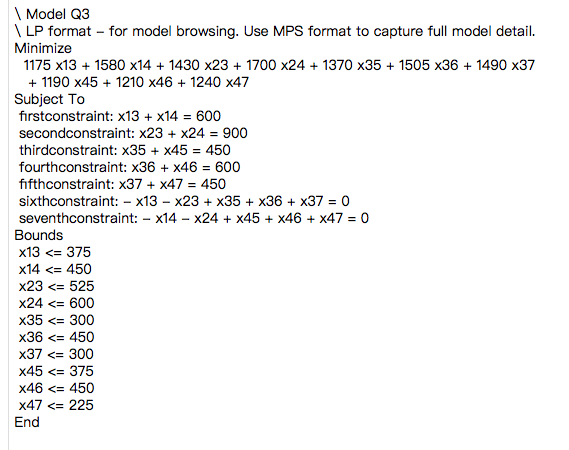 \ Model Q3
\ LP format – for model browsing. Use MPS format to capture full model detail.
Minimize
1175 x13 + 1580 x14 + 1430 x23 + 1700 x24 + 1370 x35 + 1505 x36 + 1490 x37
+ 1190 x45 + 1210 x46 + 1240 x47
Subject To
firstconstraint: x13 + x14 = 600
secondconstraint: x23 + x24 = 900
thirdconstraint: x35 + x45 = 450
fourthconstraint: x36 + x46 = 600
fifthconstraint: x37 + x47 = 450
sixthconstraint: – x13 – x23 + x35 + x36 + x37 = 0
seventhconstraint: – x14 – x24 + x45 + x46 + x47 = 0
Bounds
x13 <= 375
x14 <= 450
x23 <= 525
x24 <= 600
x35 <= 300
x36 <= 450
x37 <= 300
x45 <= 375
x46 <= 450
x47 <= 225
End